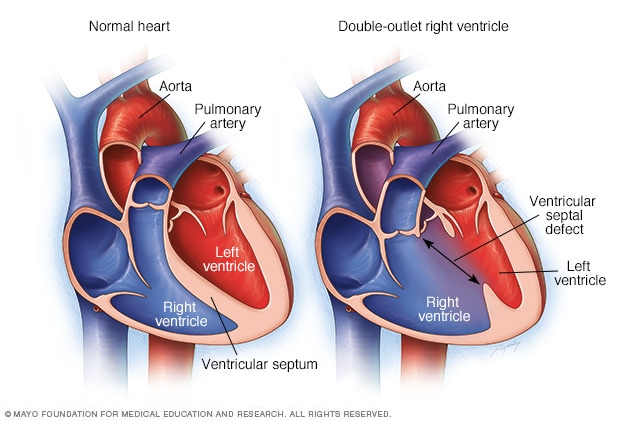 Normal heart
Double-outlet right ventricle
Aorta
Pulmonary
artery
Left
ventricle
Right
ventricle
Ventricular septum
Aorta
Pulmonary
artery
Ventricular
septal
defect
Left
ventricle
Right
ventricle
© MAYO FOUNDATION FOR MEDICAL EDUCATION AND RESEARCH. ALL RIGHTS RESERVED.